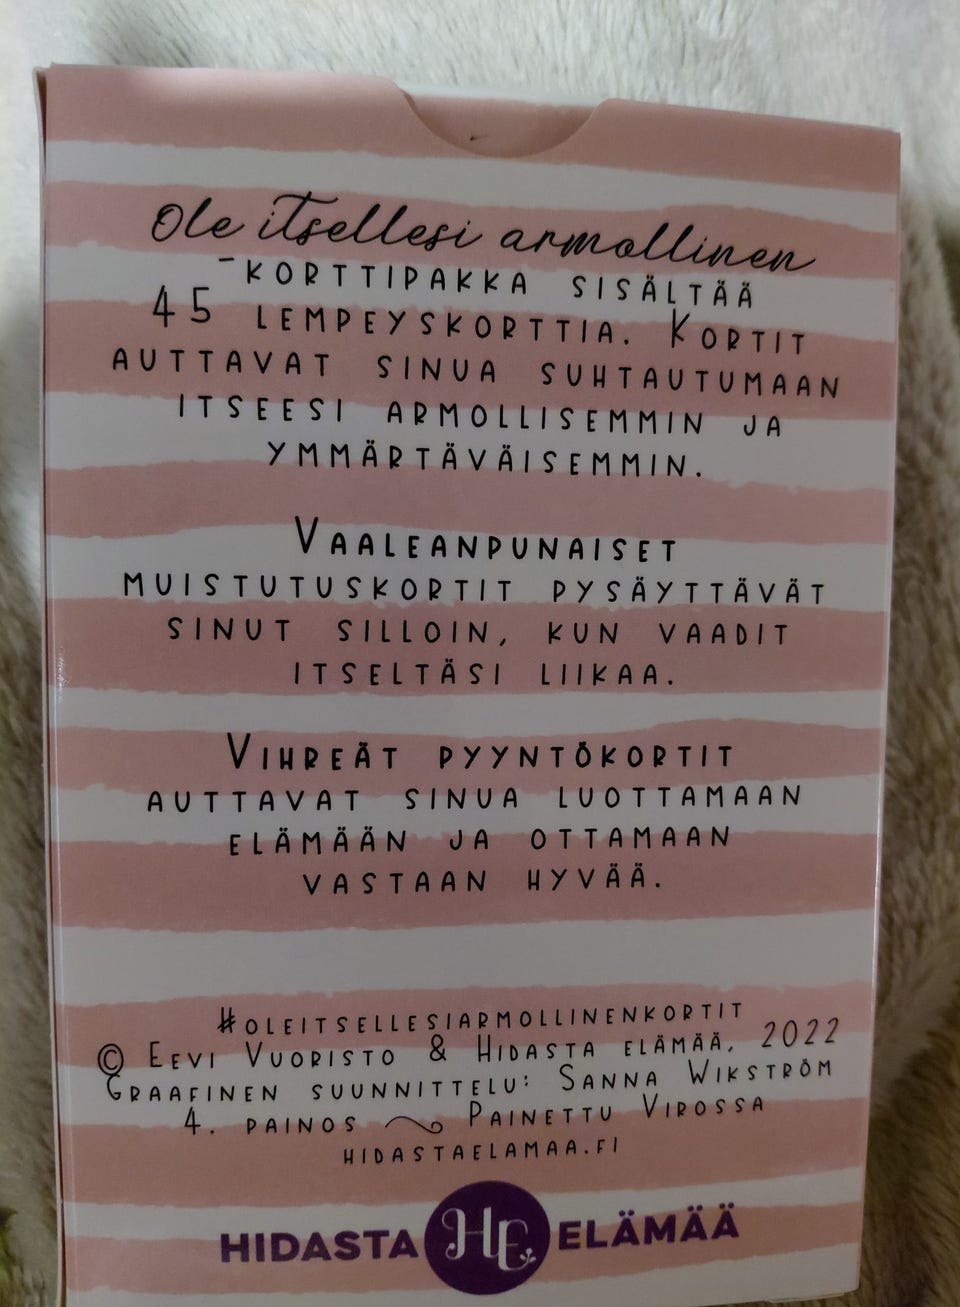 Ole itsellesi armollinen
-KORTTIPAKKA SISÄLTÄÄ
45 LEMPEYSKORTTIA. KORTIT
AUTTAVAT SINUA SUHTAUTUMAAN
ITSEESI ARMOLLISEMMIN JA
YMMÄRTÄVÄISEMMIN.
VAALEANPUNAISET
MUISTUTUSKORTIT PYSÄYTTÄVÄT
SINUT SILLOIN, KUN VAADIT
ITSELTÄSI LIIKAA.
VIHREÄT PYYNTÖKORTIT
AUTTAVAT SINUA LUOTTAMAAN
ELÄMÄÄN JA OTTAMAAN
VASTAAN HYVÄÄ.
#OLEITSELLESIARMOLLINENKORTIT
© EEVI VUORISTO & HIDASTA ELÄMÄÄ, 2022
GRAAFINEN SUUNNITTELU: SANNA WIKSTRÖM
4. PAINOS ~ PAINETTU VIROSSA
HIDASTAELAMAA.FI
HIDASTA HE ELÄMÄÄ